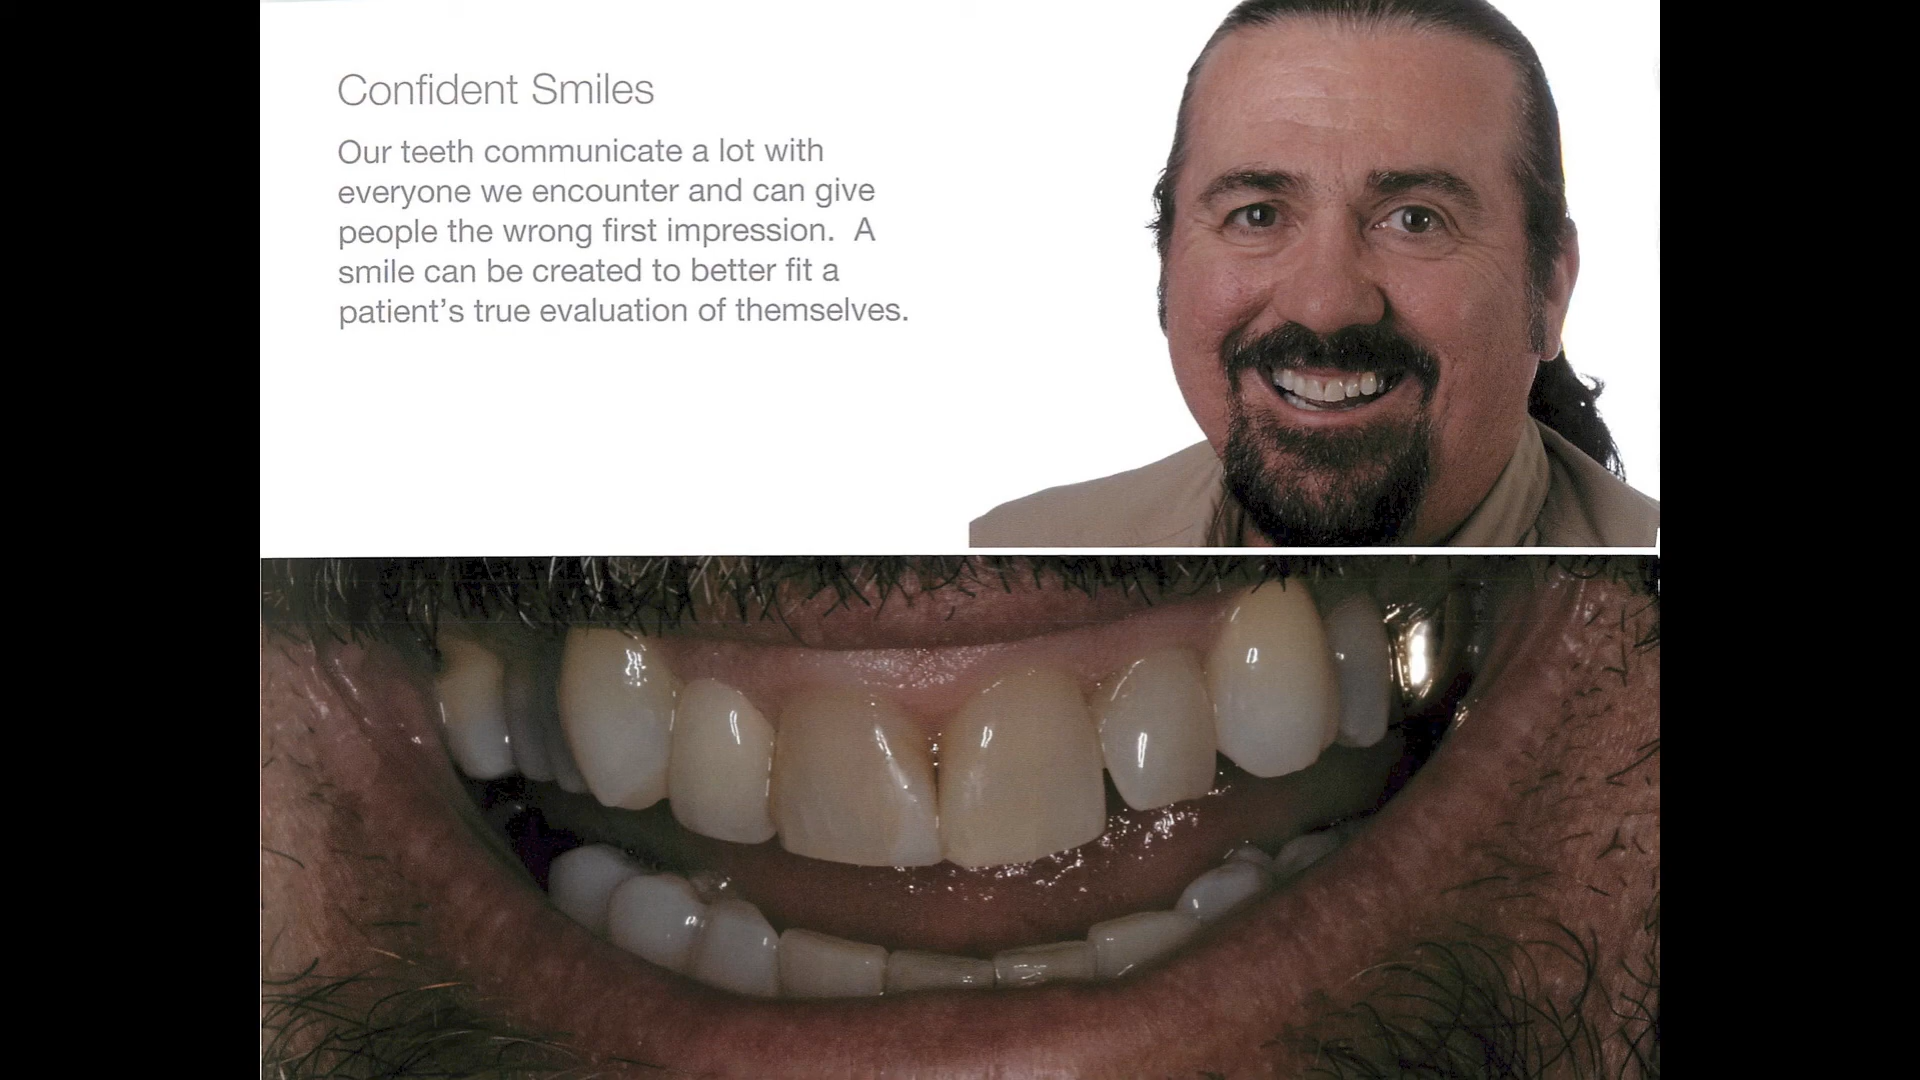 Confident Smiles
Our teeth communicate a lot with
everyone we encounter and can give
people the wrong first impression.  A
smile can be created to better fit a
patient's true evaluation of themselves.